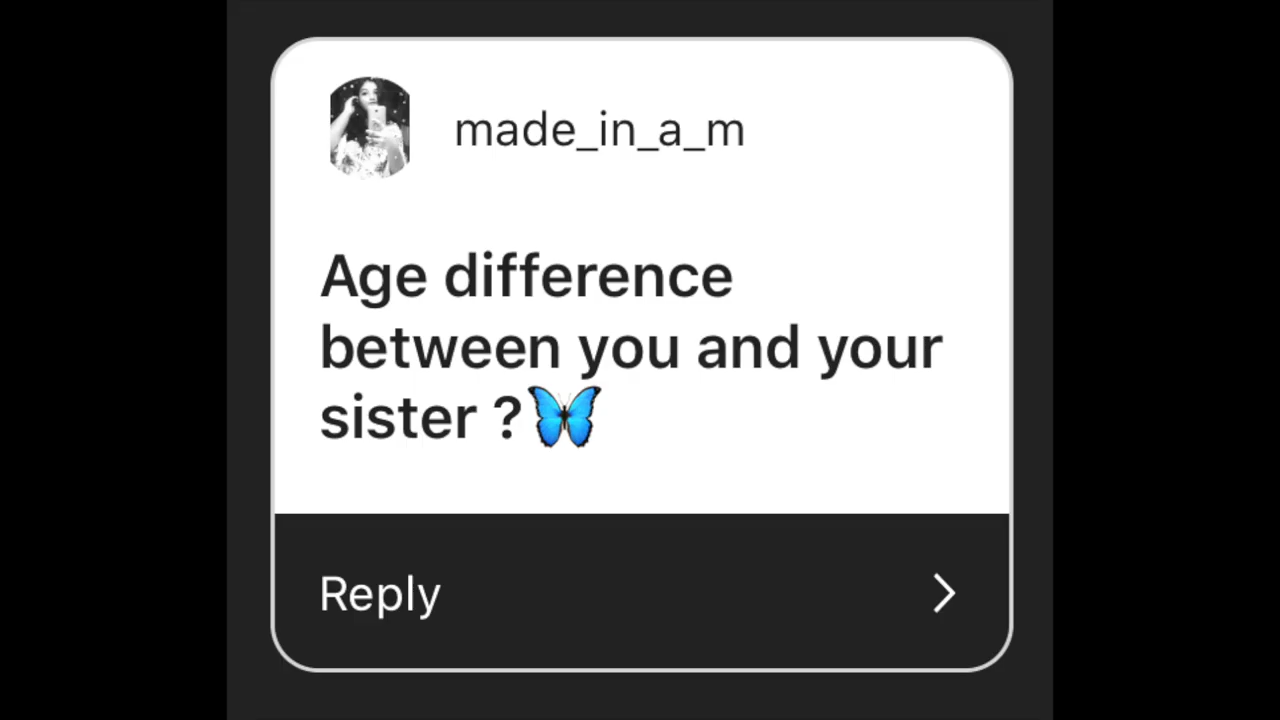 made_in_a_m
Age difference
between you and your
sister ?🦋
Reply